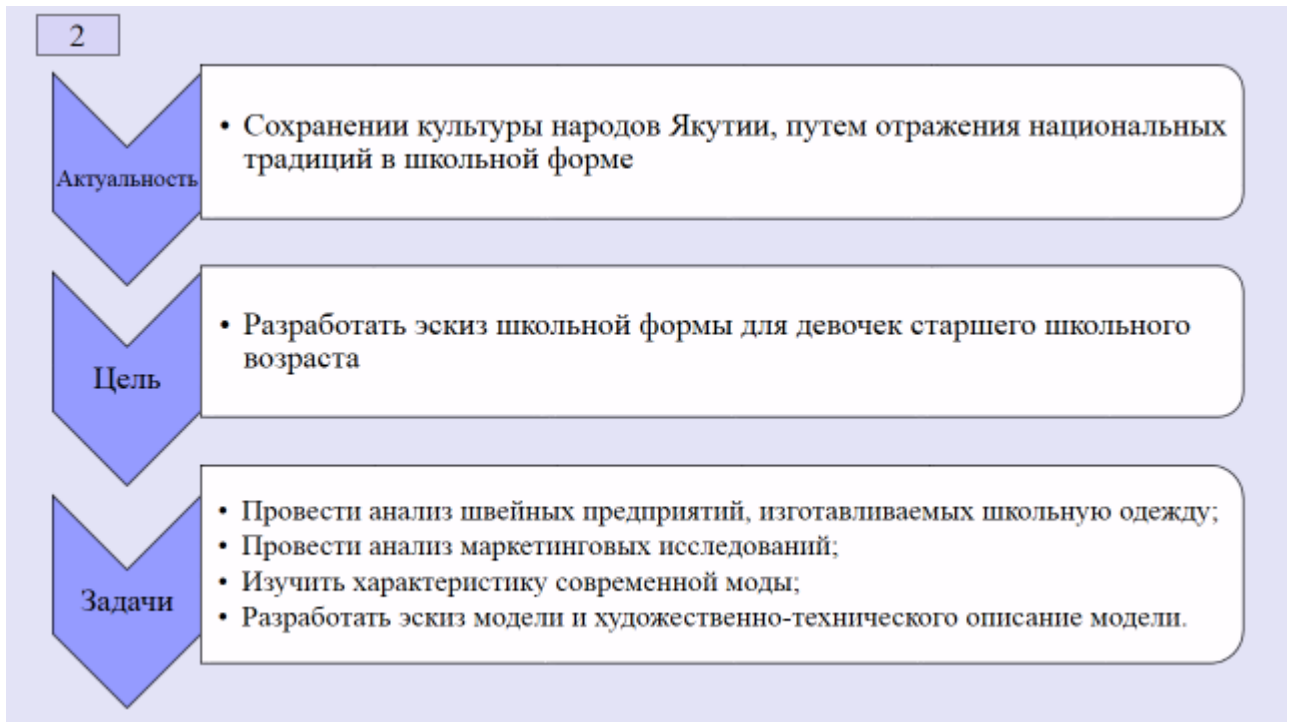 2
Актуальность
• Сохранении культуры народов Якутии, путем отражения национальных
традиций в школьной форме
Цель
• Разработать эскиз школьной формы для девочек старшего школьного
возраста
Задачи
• Провести анализ швейных предприятий, изготавливаемых школьную одежду;
• Провести анализ маркетинговых исследований;
• Изучить характеристику современной моды;
• Разработать эскиз модели и художественно-технического описание модели.